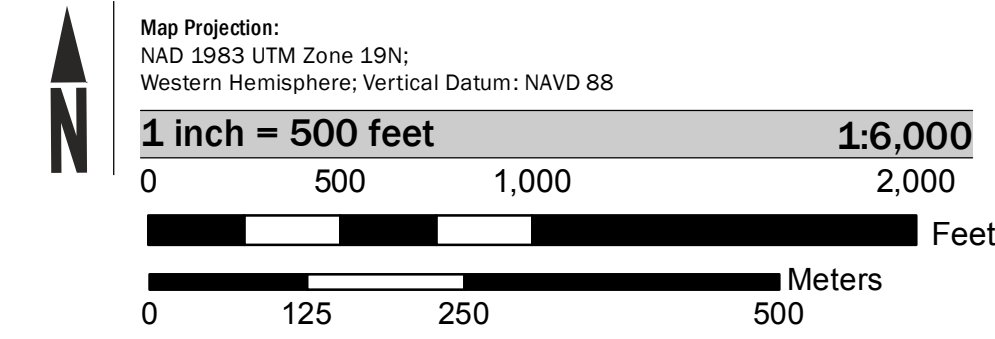 N
Map Projection:
NAD 1983 UTM Zone 19N;
Western Hemisphere; Vertical Datum: NAVD 88
1 inch = 500 feet 1:6,000
0 500 1,000 2,000
Feet
Meters
0 125 250 500